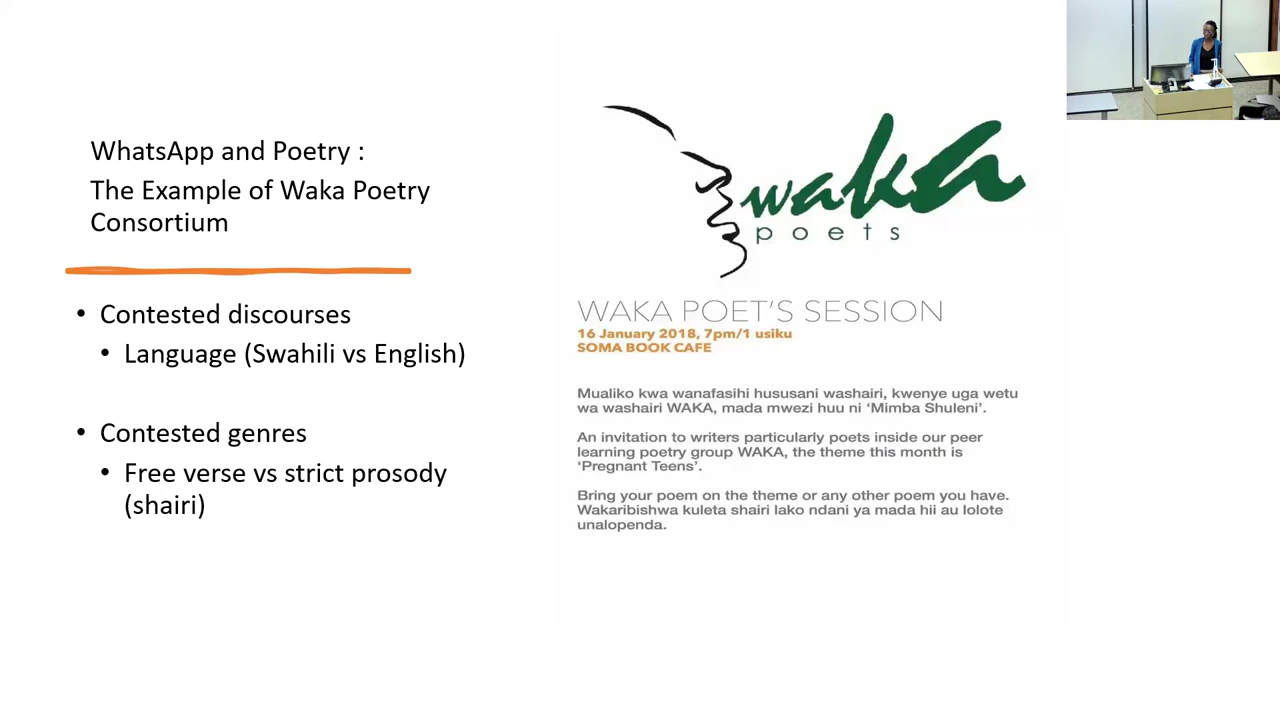 WhatsApp and Poetry :
The Example of Waka Poetry
Consortium
• Contested discourses
• Language (Swahili vs English)
• Contested genres
• Free verse vs strict prosody
(shairi)
waka
poets
WAKA POET'S SESSION
16 January 2018, 7pm/1 usiku
SOMA BOOK CAFE
Mualiko kwa wanafasihi hususani washairi, kwenye uga wetu
wa washairi WAKA, mada mwezi huu ni ‘Mimba Shuleni’.
An invitation to writers particularly poets inside our peer
learning poetry group WAKA, the theme this month is
‘Pregnant Teens’.
Bring your poem on the theme or any other poem you have.
Wakaribishwa kuleta shairi lako ndani ya mada hii au lolote
unalopenda.